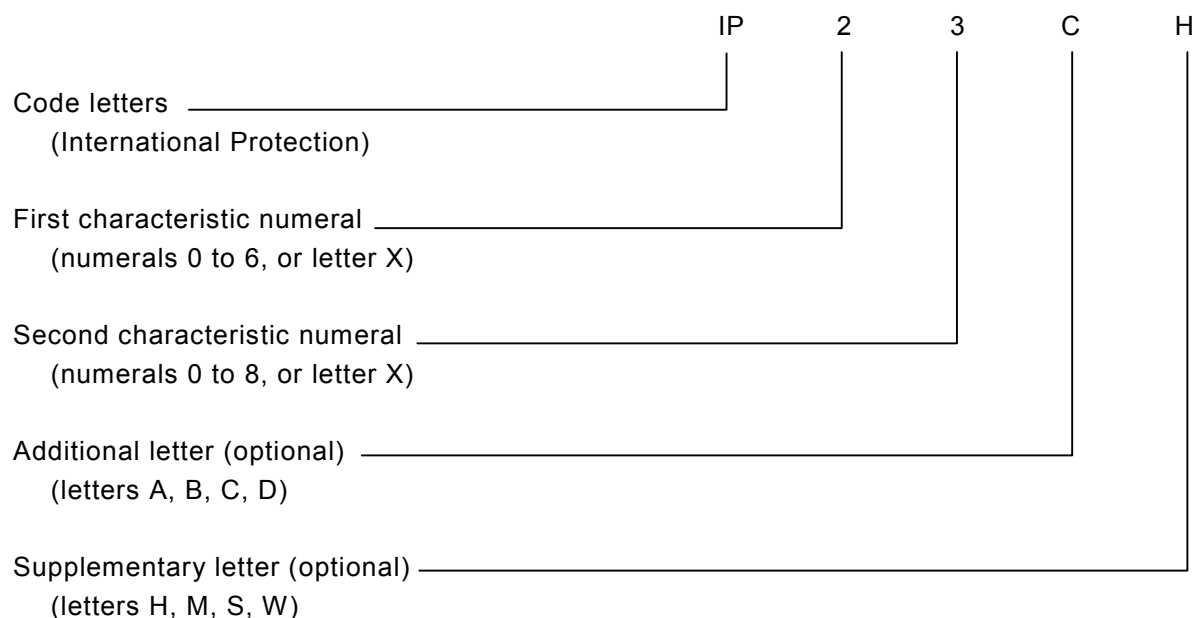 IP 2 3 C H
Code letters
(International Protection)
First characteristic numeral
(numerals 0 to 6, or letter X)
Second characteristic numeral
(numerals 0 to 8, or letter X)
Additional letter (optional)
(letters A, B, C, D)
Supplementary letter (optional)
(letters H, M, S, W)